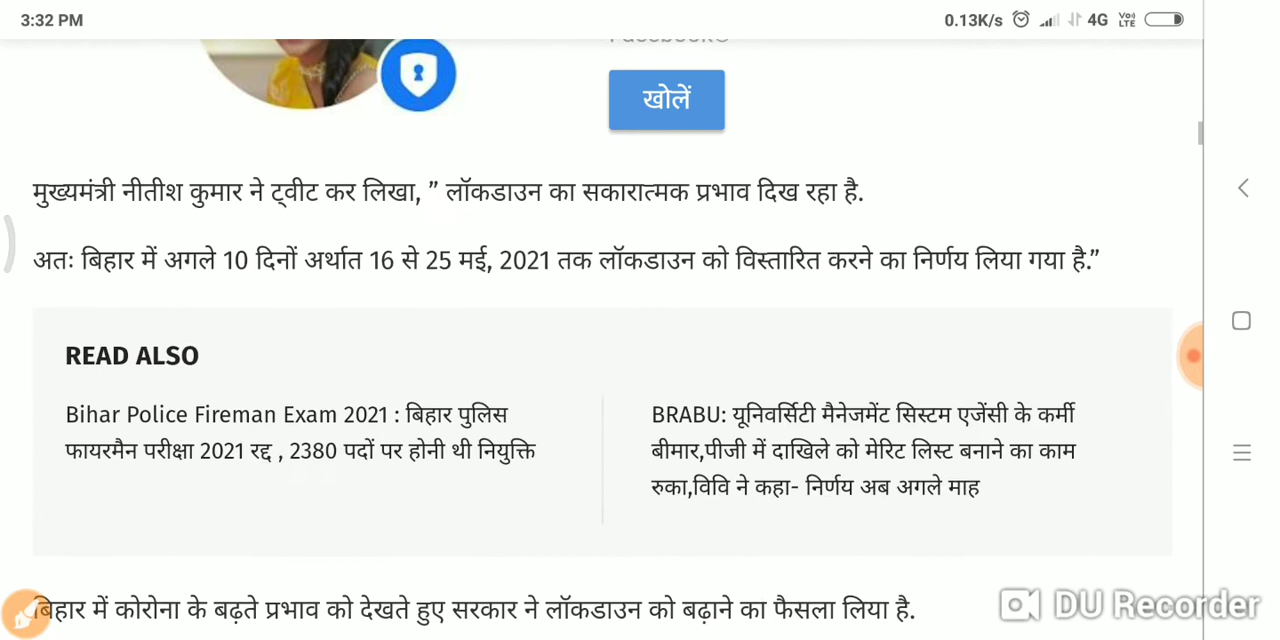 3:32 PM
0.13K/s 4G VoLTE
खोलें
मुख्यमंत्री नीतीश कुमार ने ट्वीट कर लिखा, ” लॉकडाउन का सकारात्मक प्रभाव दिख रहा है.
अतः बिहार में अगले 10 दिनों अर्थात 16 से 25 मई, 2021 तक लॉकडाउन को विस्तारित करने का निर्णय लिया गया है.”
READ ALSO
Bihar Police Fireman Exam 2021 : बिहार पुलिस
फायरमैन परीक्षा 2021 रद्द , 2380 पदों पर होनी थी नियुक्ति
BRABU: यूनिवर्सिटी मैनेजमेंट सिस्टम एजेंसी के कर्मी
बीमार,पीजी में दाखिले को मेरिट लिस्ट बनाने का काम
रुका,विवि ने कहा- निर्णय अब अगले माह
बिहार में कोरोना के बढ़ते प्रभाव को देखते हुए सरकार ने लॉकडाउन को बढ़ाने का फैसला लिया है.
DU Recorder